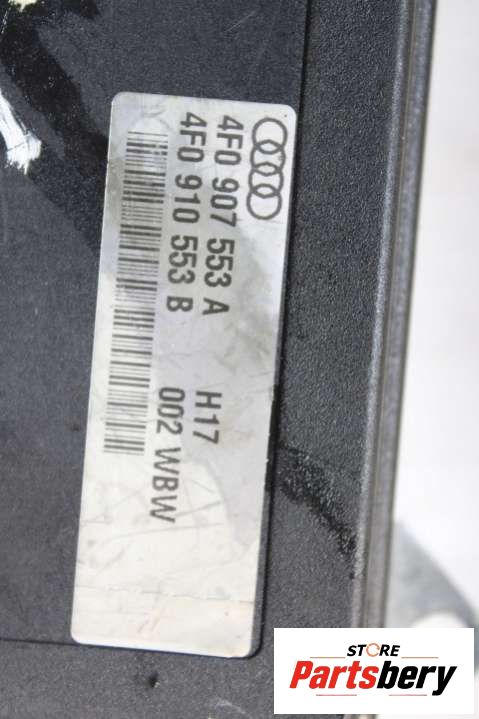 4F0 907 553 A H17
4F0 910 553 B 002 WBW
STORE
Partsbery